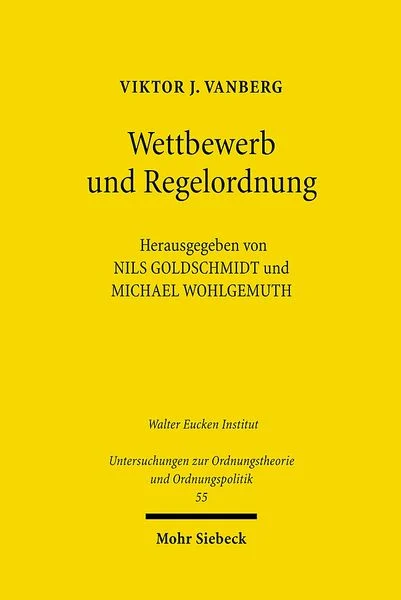 VIKTOR J. VANBERG
Wettbewerb
und Regelordnung
Herausgegeben von
NILS GOLDSCHMIDT und
MICHAEL WOHLGEMUTH
Walter Eucken Institut
Untersuchungen zur Ordnungstheorie
und Ordnungspolitik
55
Mohr Siebeck